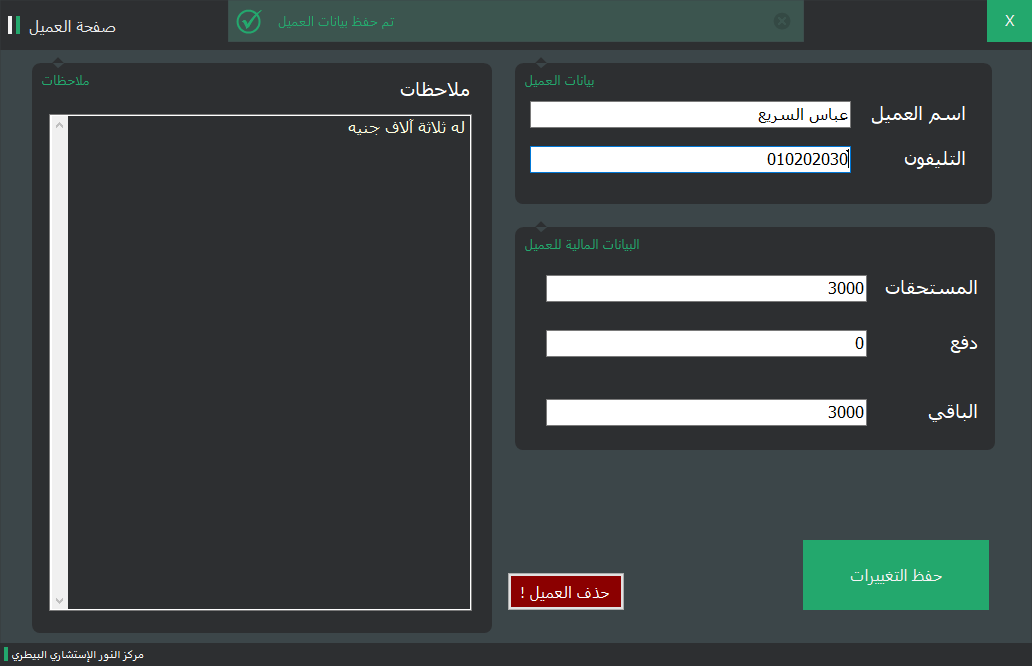 صفحة العميل
تم حفظ بيانات العميل
X
بيانات العميل
اسم العميل
عباس السريع
التليفون
010202030
البيانات المالية للعميل
المستحقات
3000
دفع
0
الباقي
3000
ملاحظات
ملاحظات
له ثلاثة آلاف جنيه
حفظ التغييرات
حذف العميل !
مركز النور الإستشاري البيطري